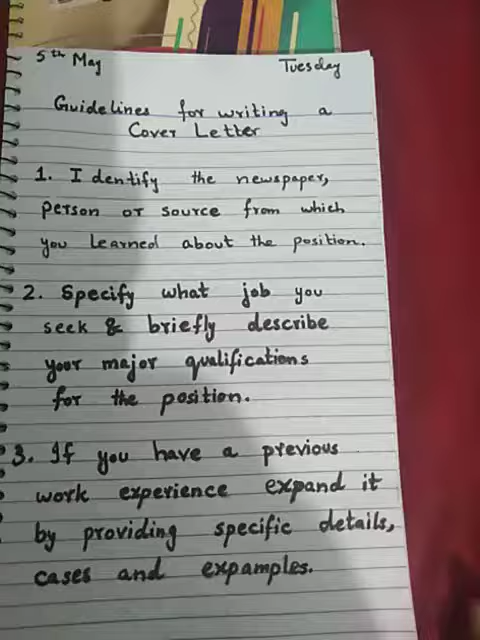 5th May Tuesday
Guidelines for writing a
Cover Letter
1. Identify the newspaper,
person or source from which
you learned about the position.
2. Specify what job you
seek & briefly describe
your major qualifications
for the position.
3. If you have a previous
work experience expand it
by providing specific details,
cases and expamples.